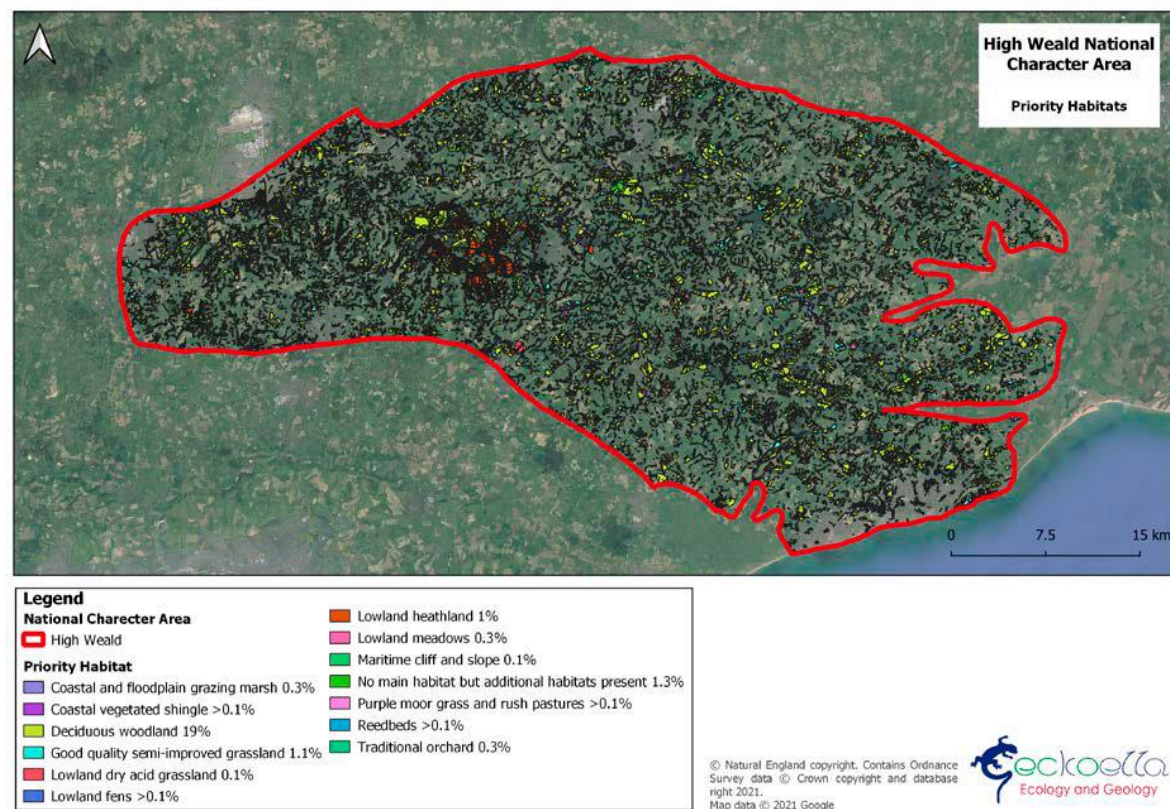 High Weald National
Character Area
Priority Habitats
0 7.5 15 km
Legend
National Charecter Area
High Weald
Priority Habitat
Coastal and floodplain grazing marsh 0.3%
Coastal vegetated shingle >0.1%
Deciduous woodland 19%
Good quality semi-improved grassland 1.1%
Lowland dry acid grassland 0.1%
Lowland fens >0.1%
Lowland heathland 1%
Lowland meadows 0.3%
Maritime cliff and slope 0.1%
No main habitat but additional habitats present 1.3%
Purple moor grass and rush pastures >0.1%
Reedbeds >0.1%
Traditional orchard 0.3%
© Natural England copyright. Contains Ordnance
Survey data © Crown copyright and database
right 2021.
Map data © 2021 Google
Geckoella
Ecology and Geology